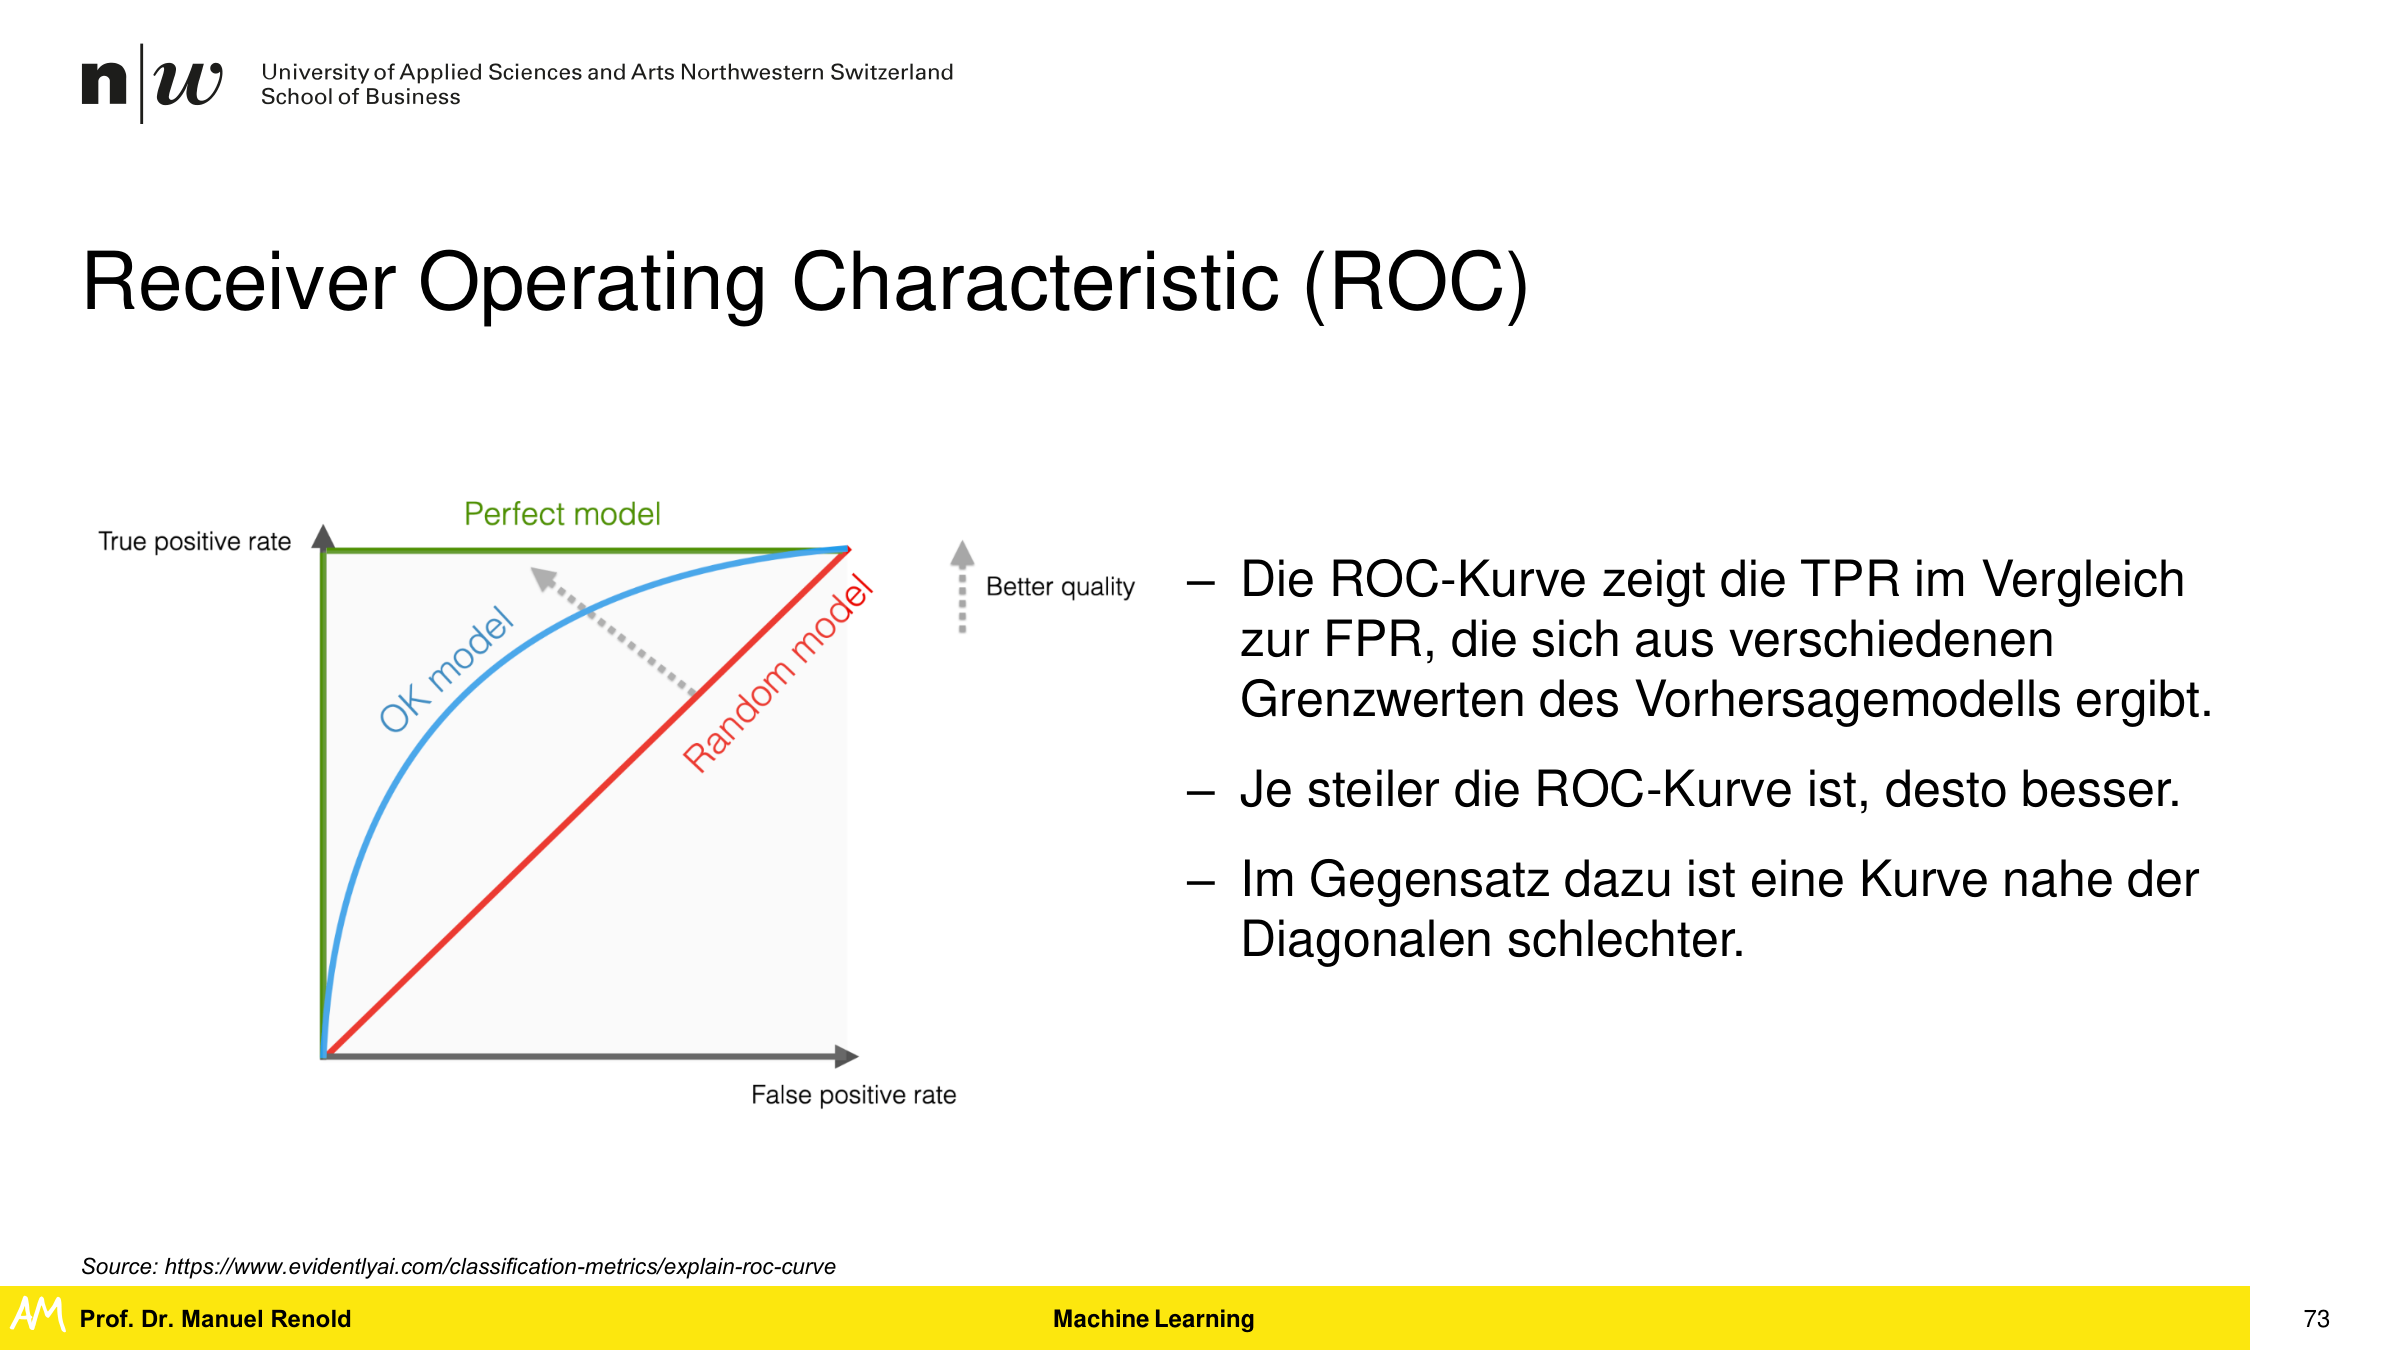 n|w
University of Applied Sciences and Arts Northwestern Switzerland
School of Business
Receiver Operating Characteristic (ROC)
Perfect model
True positive rate
OK model
Random model
Better quality
False positive rate
– Die ROC-Kurve zeigt die TPR im Vergleich
zur FPR, die sich aus verschiedenen
Grenzwerten des Vorhersagemodells ergibt.
– Je steiler die ROC-Kurve ist, desto besser.
– Im Gegensatz dazu ist eine Kurve nahe der
Diagonalen schlechter.
Source: https://www.evidentlyai.com/classification-metrics/explain-roc-curve
AM
Prof. Dr. Manuel Renold
Machine Learning
73